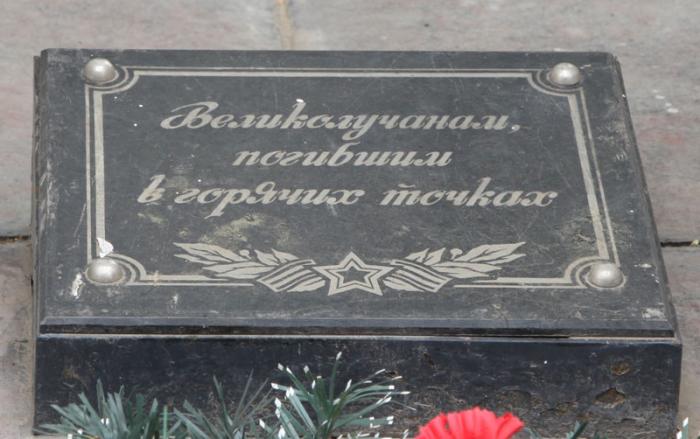 Великолучанам,
погибшим
в горячих точках